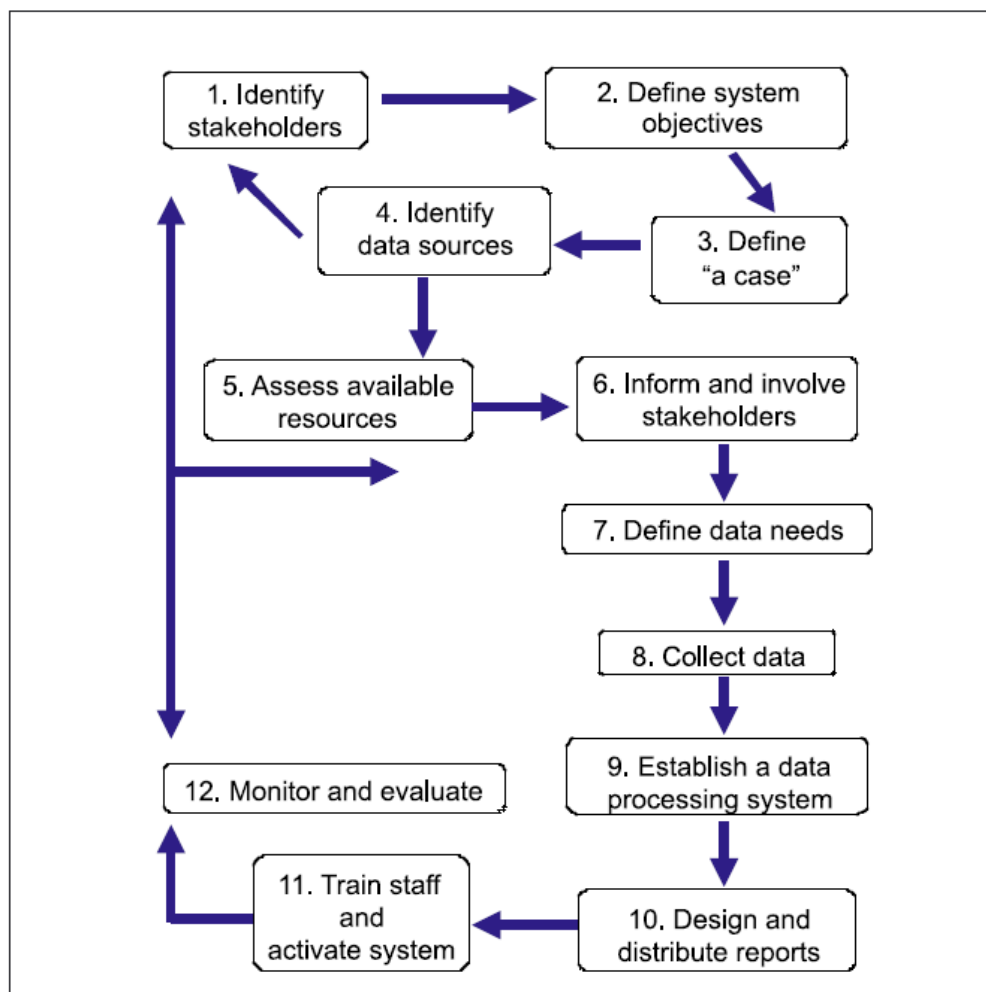 1. Identify
stakeholders
2. Define system
objectives
3. Define
“a case”
4. Identify
data sources
5. Assess available
resources
6. Inform and involve
stakeholders
7. Define data needs
8. Collect data
9. Establish a data
processing system
10. Design and
distribute reports
11. Train staff
and
activate system
12. Monitor and evaluate